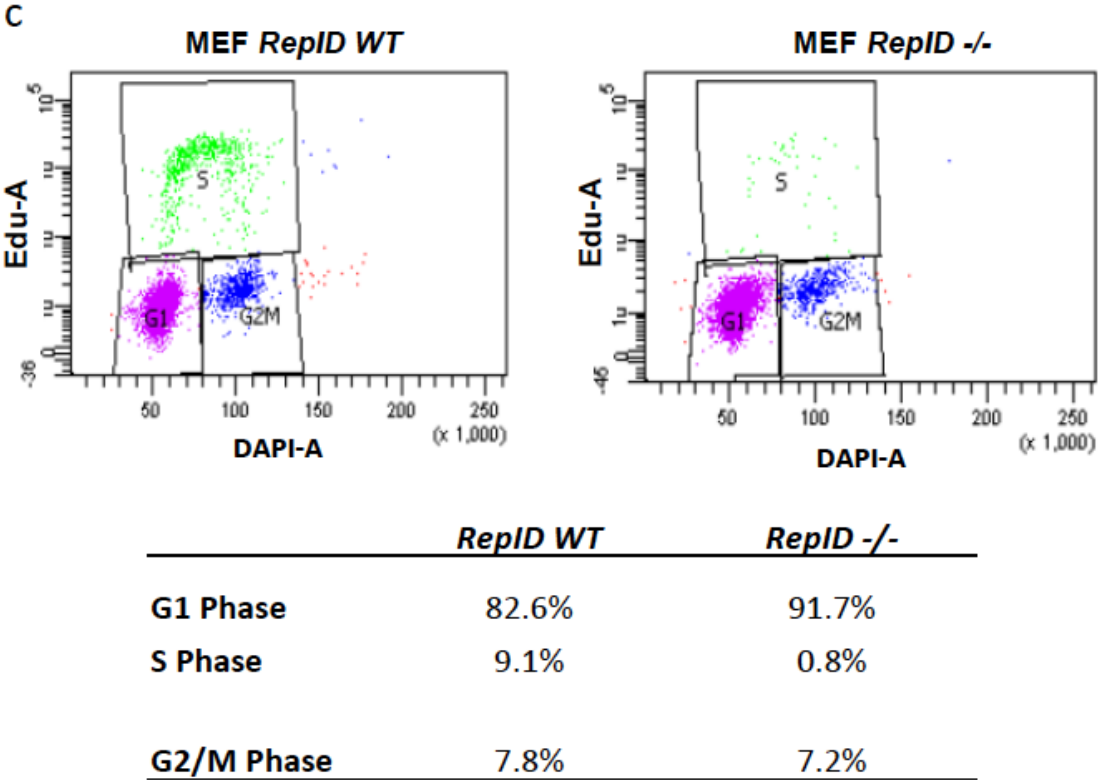 C
MEF RepID WT
MEF RepID -/-
10^5
Edu-A
S
G1
G2M
0
-36
50 100 150 200 250
(x 1,000)
DAPI-A
10^5
Edu-A
S
G1
G2M
0
50 100 150 200 250
(x 1,000)
DAPI-A
RepID WT RepID -/-
G1 Phase 82.6% 91.7%
S Phase 9.1% 0.8%
G2/M Phase 7.8% 7.2%